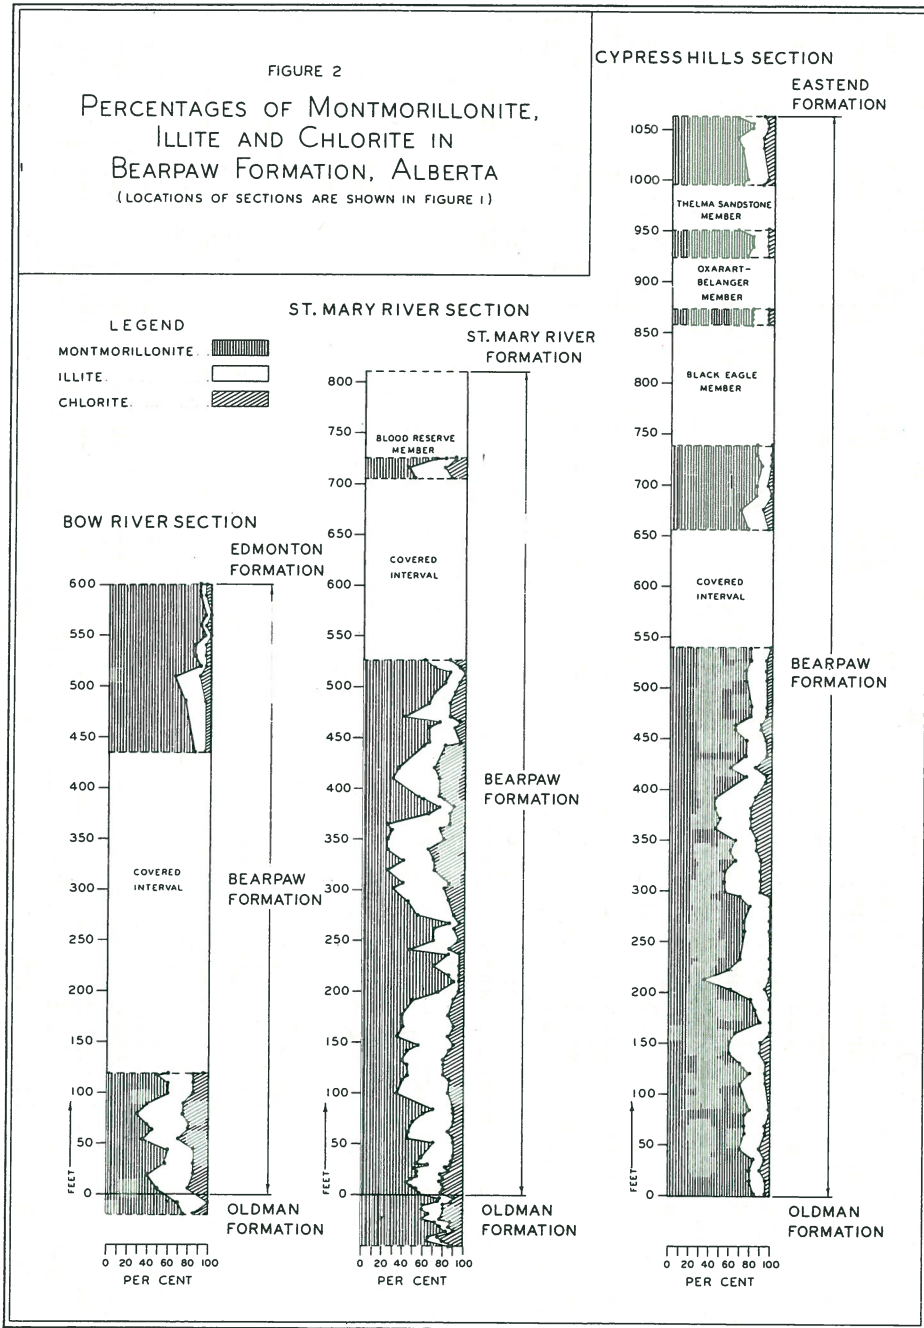 FIGURE 2
PERCENTAGES OF MONTMORILLONITE,
ILLITE AND CHLORITE IN
BEARPAW FORMATION, ALBERTA
(LOCATIONS OF SECTIONS ARE SHOWN IN FIGURE 1)
LEGEND
MONTMORILLONITE
ILLITE
CHLORITE
BOW RIVER SECTION
EDMONTON
FORMATION
600
550
500
450
400
350
300
250
200
150
100
50
0
FEET
COVERED
INTERVAL
BEARPAW
FORMATION
OLDMAN
FORMATION
0 20 40 60 80 100
PER CENT
ST. MARY RIVER SECTION
ST. MARY RIVER
FORMATION
800
750
700
650
600
550
500
450
400
350
300
250
200
150
100
50
0
FEET
BLOOD RESERVE
MEMBER
COVERED
INTERVAL
BEARPAW
FORMATION
OLDMAN
FORMATION
0 20 40 60 80 100
PER CENT
CYPRESS HILLS SECTION
EASTEND
FORMATION
1050
1000
950
900
850
800
750
700
650
600
550
500
450
400
350
300
250
200
150
100
50
0
FEET
THELMA SANDSTONE
MEMBER
OXARART-
BELANGER
MEMBER
BLACK EAGLE
MEMBER
COVERED
INTERVAL
BEARPAW
FORMATION
OLDMAN
FORMATION
0 20 40 60 80 100
PER CENT